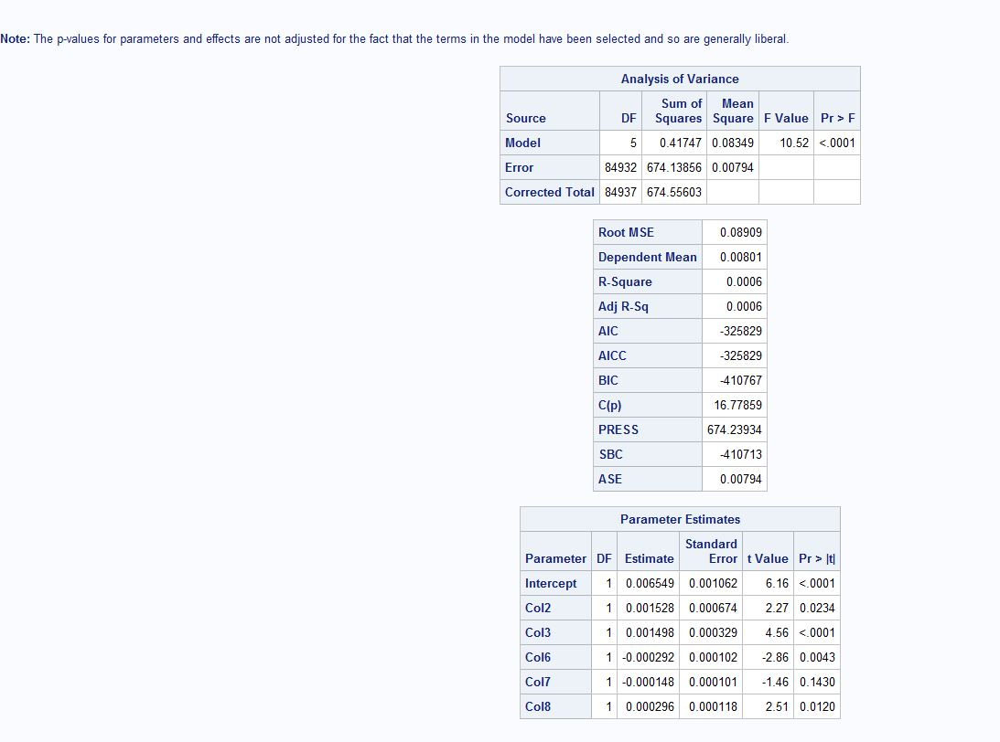 Note: The p-values for parameters and effects are not adjusted for the fact that the terms in the model have been selected and so are generally liberal.
Analysis of Variance
Source DF Sum of Squares Mean Square F Value Pr > F
Model 5 0.41747 0.08349 10.52 <.0001
Error 84932 674.13856 0.00794
Corrected Total 84937 674.55603
Root MSE 0.08909
Dependent Mean 0.00801
R-Square 0.0006
Adj R-Sq 0.0006
AIC -325829
AICC -325829
BIC -410767
C(p) 16.77859
PRESS 674.23934
SBC -410713
ASE 0.00794
Parameter Estimates
Parameter DF Estimate Standard Error t Value Pr > |t|
Intercept 1 0.006549 0.001062 6.16 <.0001
Col2 1 0.001528 0.000674 2.27 0.0234
Col3 1 0.001498 0.000329 4.56 <.0001
Col6 1 -0.000292 0.000102 -2.86 0.0043
Col7 1 -0.000148 0.000101 -1.46 0.1430
Col8 1 0.000296 0.000118 2.51 0.0120